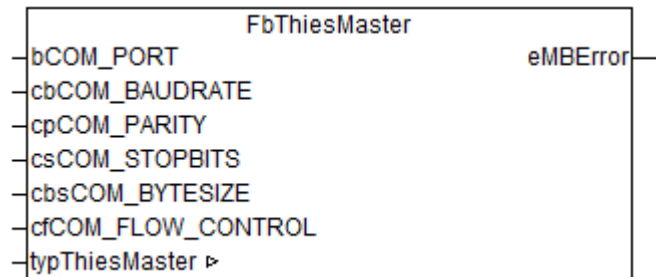 FbThiesMaster
bCOM_PORT eMBError
cbCOM_BAUDRATE
cpCOM_PARITY
csCOM_STOPBITS
cbsCOM_BYTESIZE
cfCOM_FLOW_CONTROL
typThiesMaster ▷